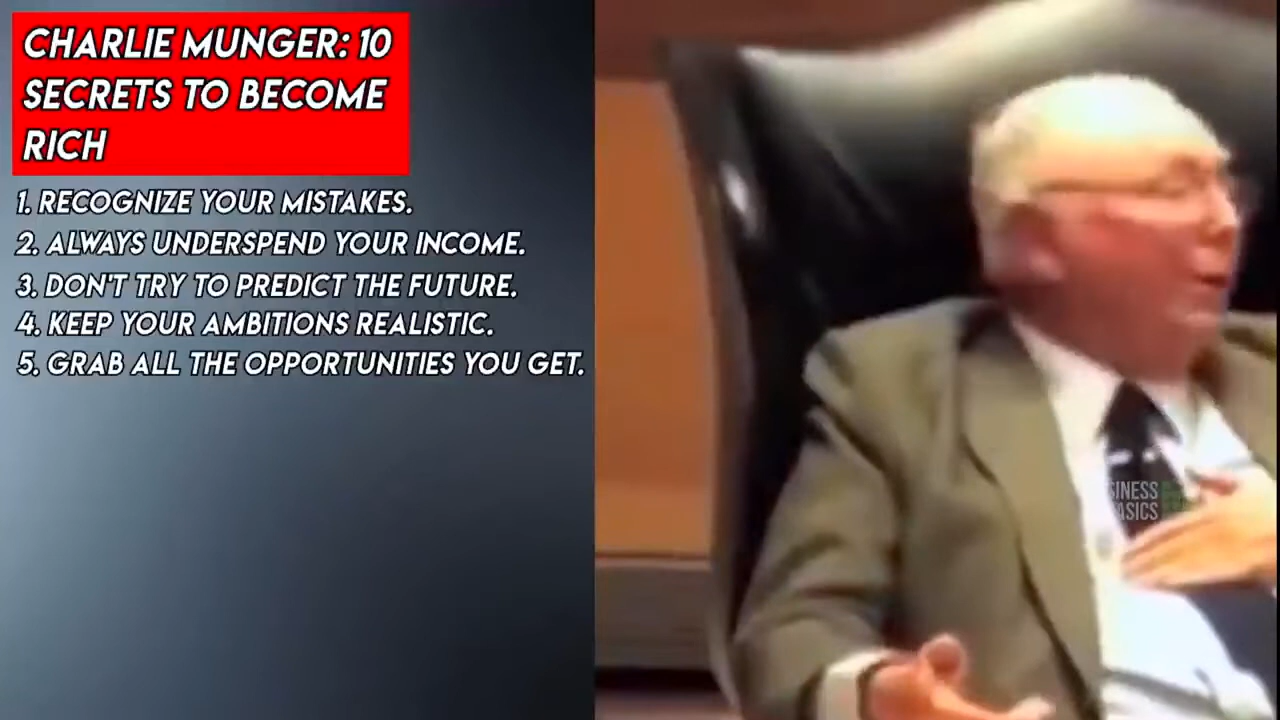 CHARLIE MUNGER: 10
SECRETS TO BECOME
RICH
1. RECOGNIZE YOUR MISTAKES.
2. ALWAYS UNDERSPEND YOUR INCOME.
3. DON'T TRY TO PREDICT THE FUTURE.
4. KEEP YOUR AMBITIONS REALISTIC.
5. GRAB ALL THE OPPORTUNITIES YOU GET.